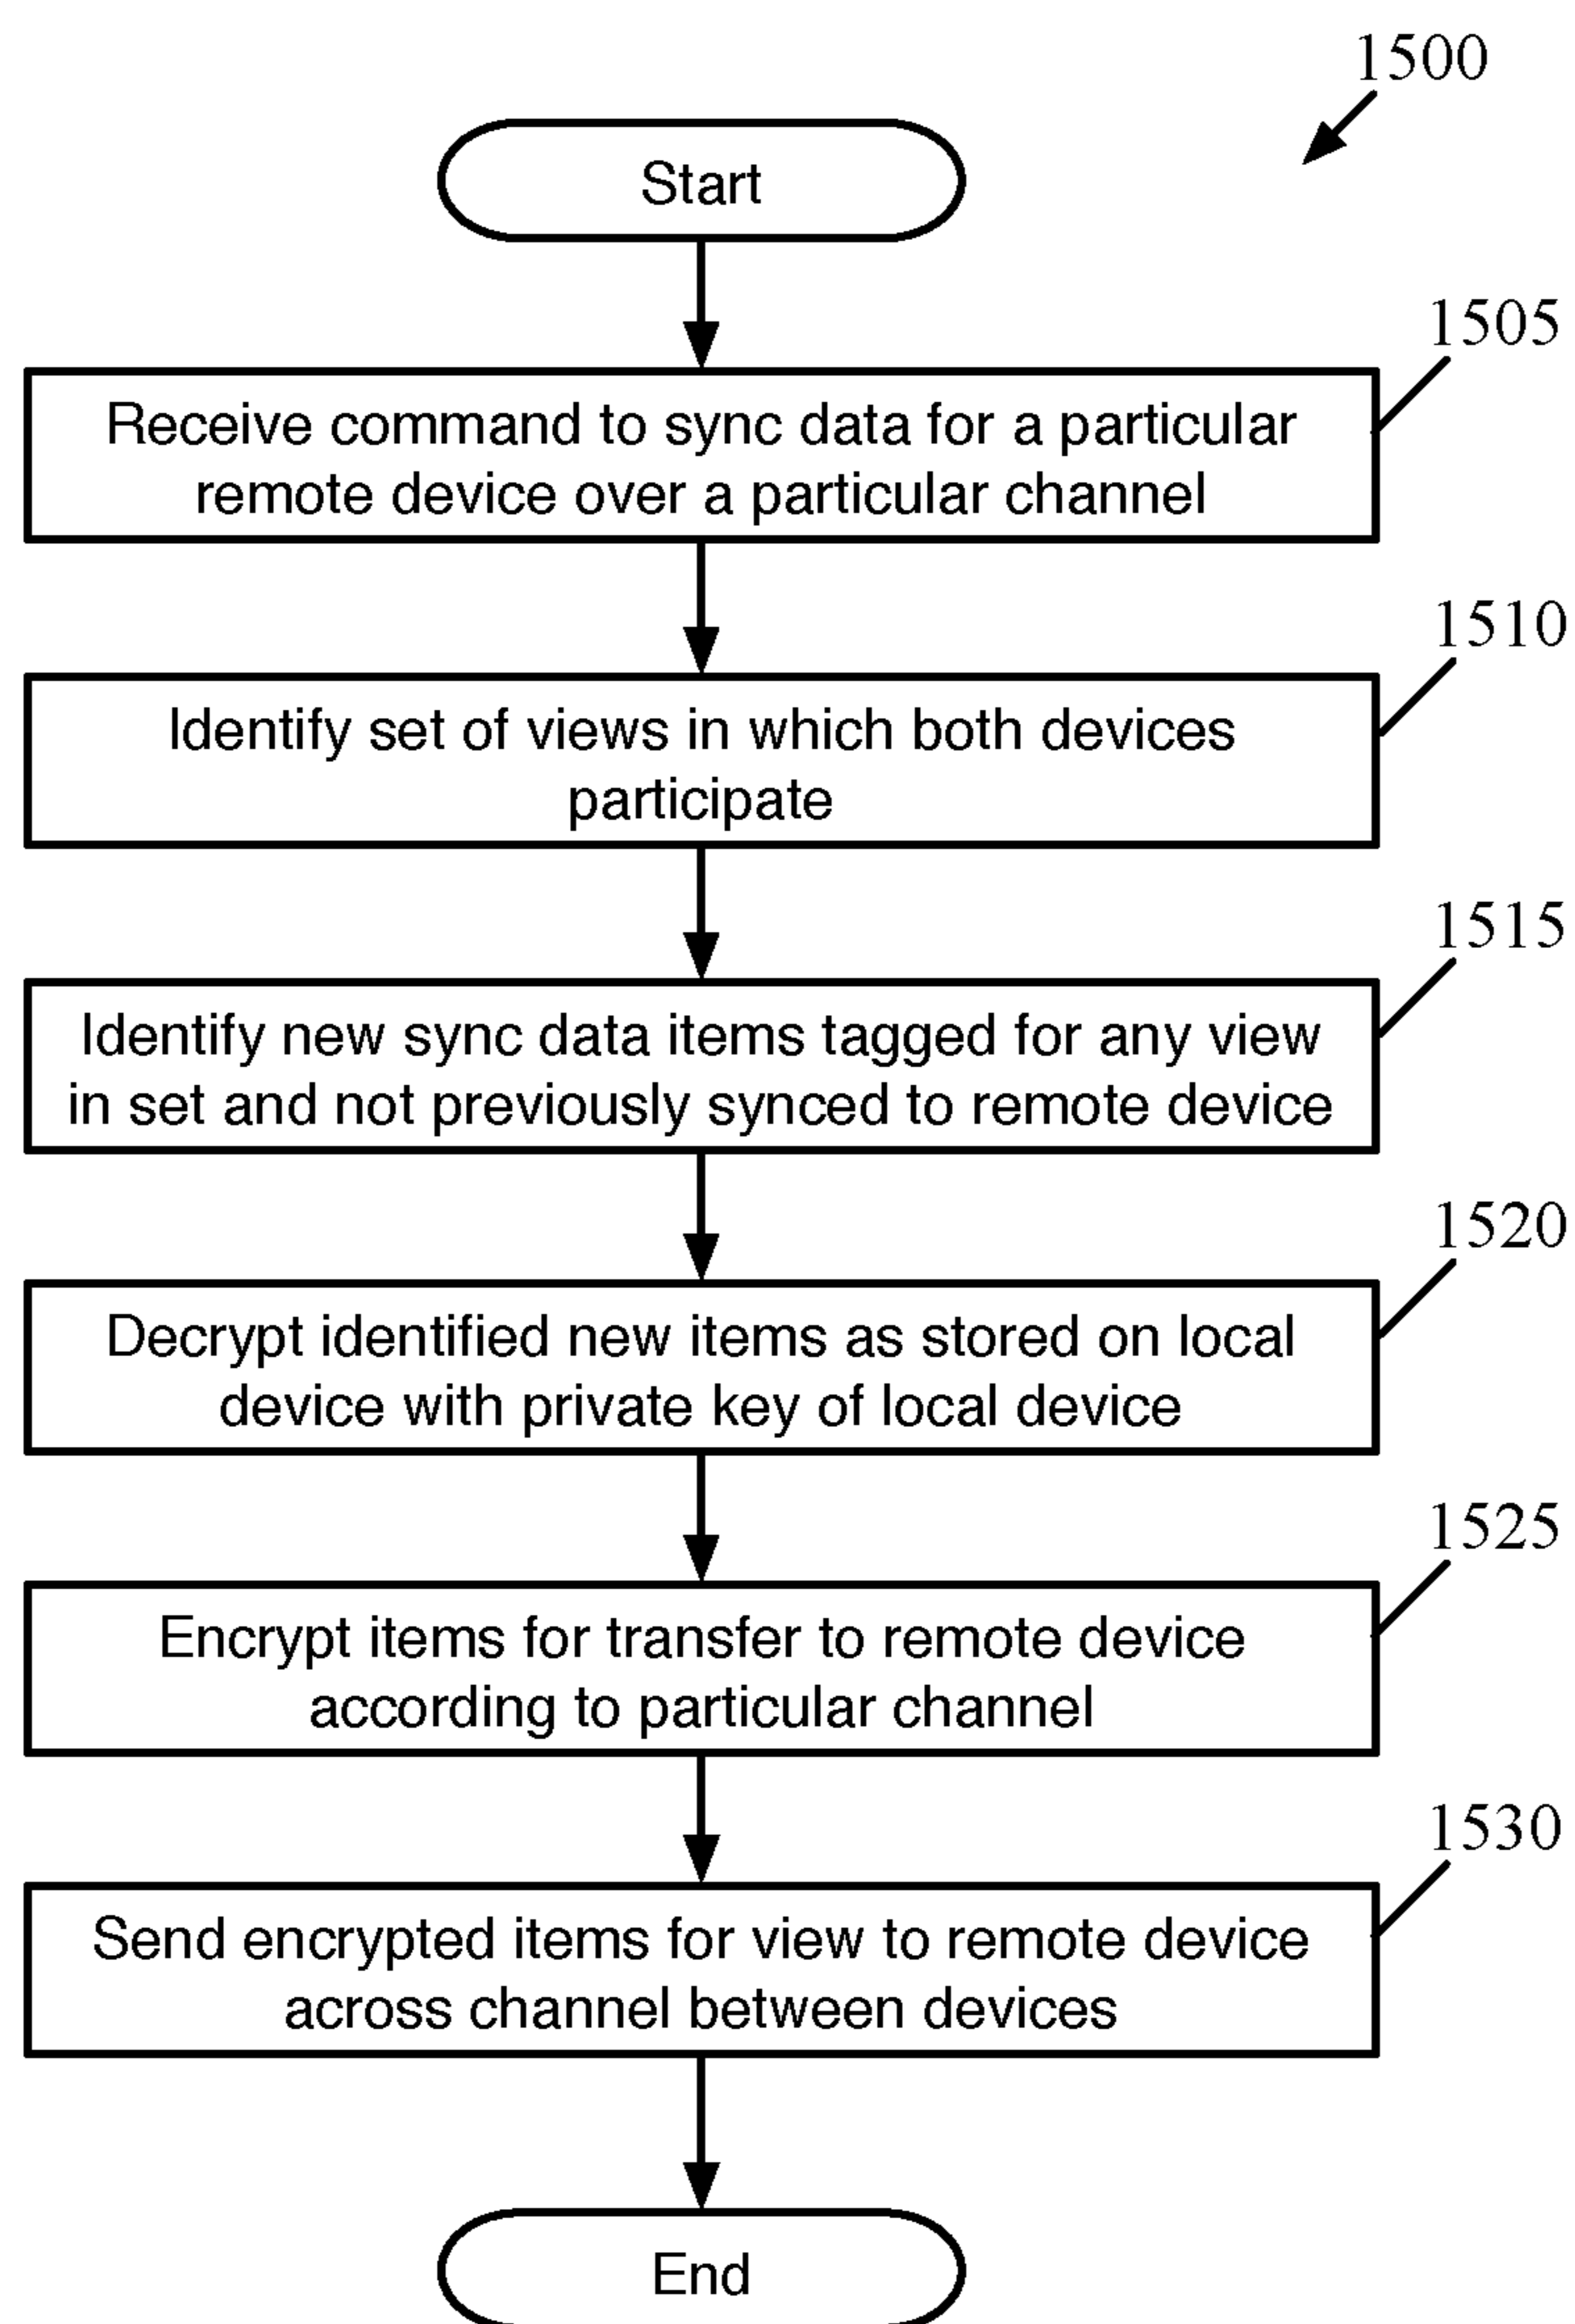 1500
Start
1505
Receive command to sync data for a particular
remote device over a particular channel
1510
Identify set of views in which both devices
participate
1515
Identify new sync data items tagged for any view
in set and not previously synced to remote device
1520
Decrypt identified new items as stored on local
device with private key of local device
1525
Encrypt items for transfer to remote device
according to particular channel
1530
Send encrypted items for view to remote device
across channel between devices
End